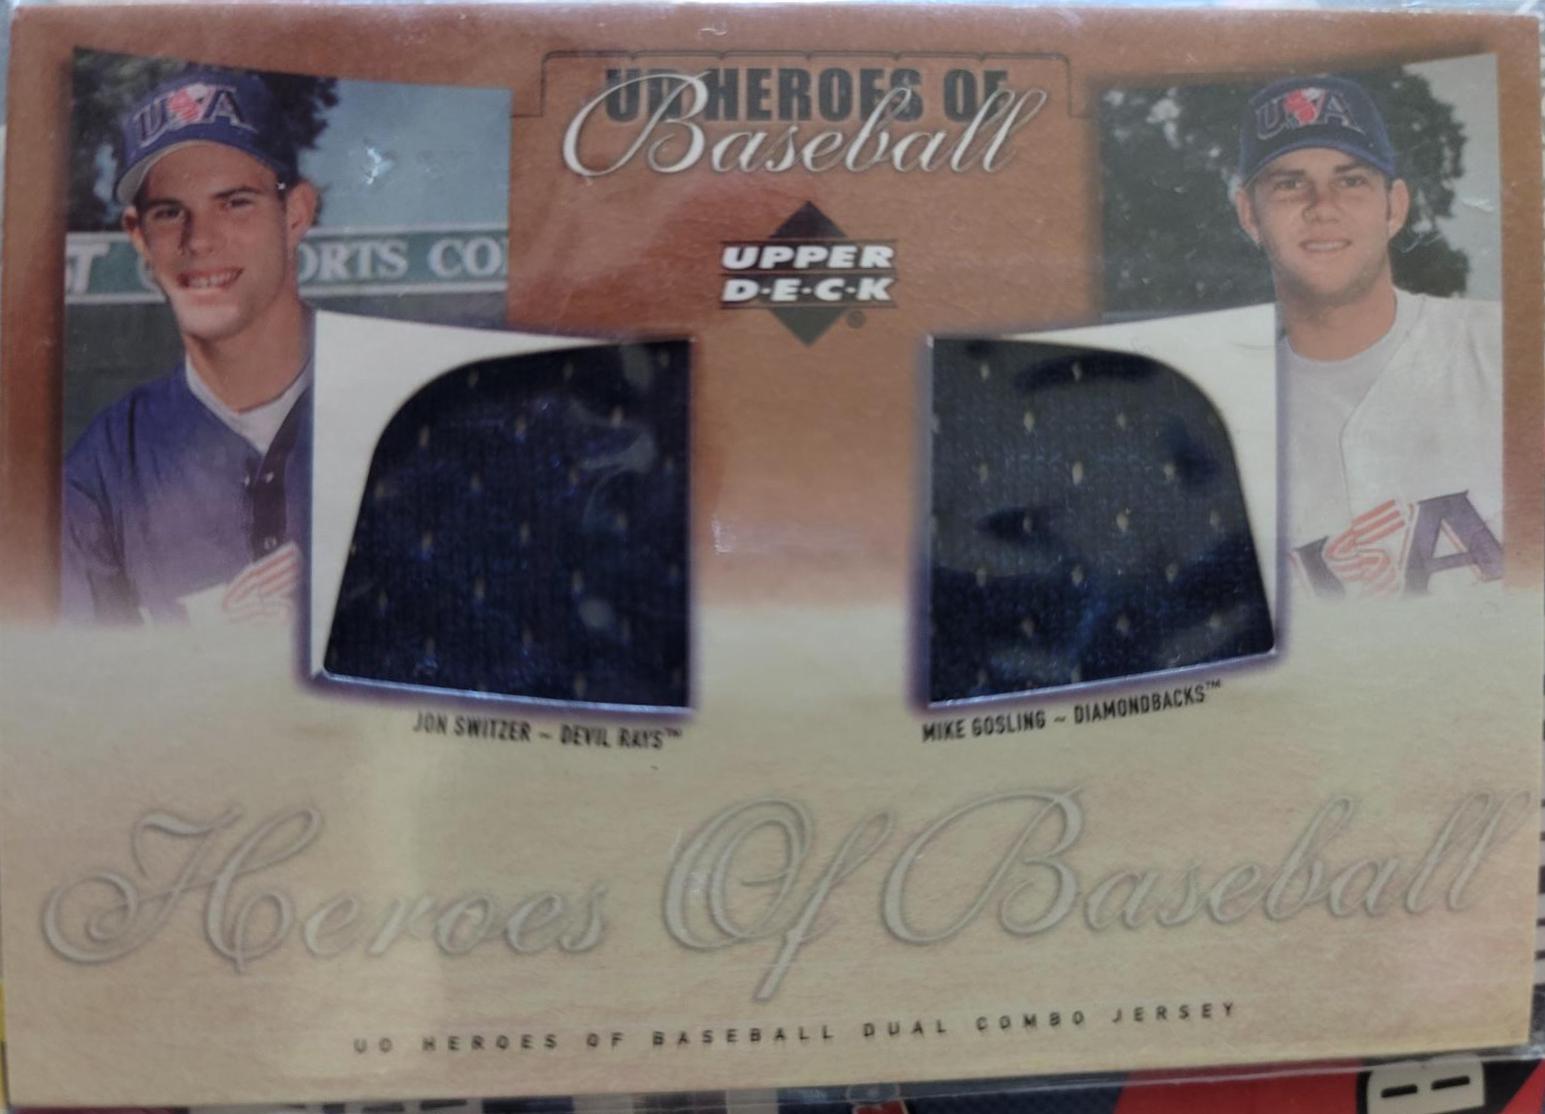 UD HEROES OF
Baseball
UPPER
D·E·C·K®
USA
USA
ORTS CO
USA
JON SWITZER ~ DEVIL RAYS™
MIKE GOSLING ~ DIAMONDBACKS™
Heroes Of Baseball
UD HEROES OF BASEBALL DUAL COMBO JERSEY
B